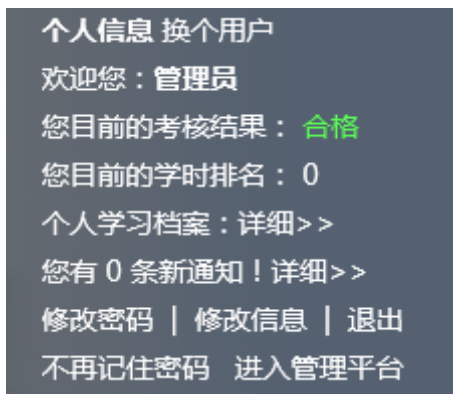 个人信息 换个用户
欢迎您：管理员
您目前的考核结果： 合格
您目前的学时排名： 0
个人学习档案：详细>>
您有 0 条新通知！详细>>
修改密码 | 修改信息 | 退出
不再记住密码 进入管理平台